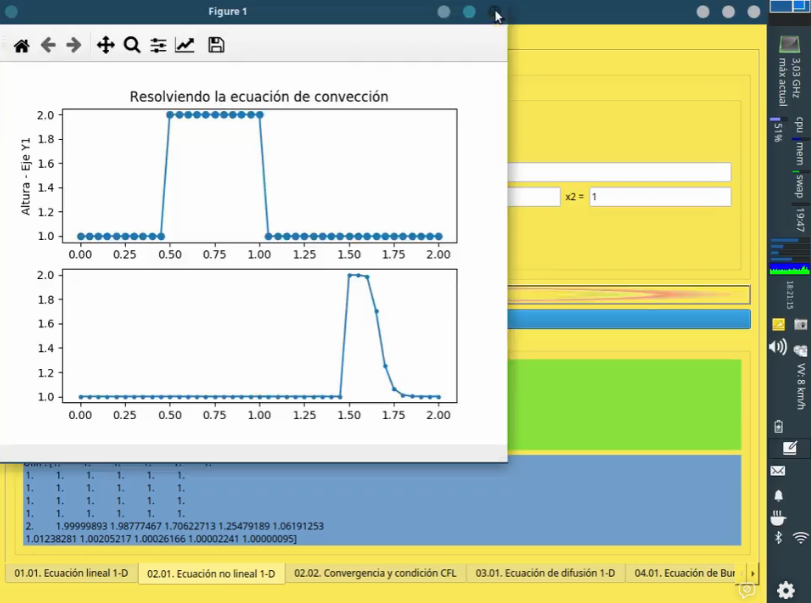 Figure 1
Resolviendo la ecuación de convección
Altura - Eje Y1
2.0
1.8
1.6
1.4
1.2
1.0
0.00 0.25 0.50 0.75 1.00 1.25 1.50 1.75 2.00
2.0
1.8
1.6
1.4
1.2
1.0
0.00 0.25 0.50 0.75 1.00 1.25 1.50 1.75 2.00
x2 = 1
1. 1. 1. 1. 1.
1. 1. 1. 1. 1.
1. 1. 1. 1. 1.
1. 1. 1. 1. 1.
2. 1.99999893 1.98777467 1.70622713 1.25479189 1.06191253
1.01238281 1.00205217 1.00026166 1.00002241 1.00000095]
01.01. Ecuación lineal 1-D
02.01. Ecuación no lineal 1-D
02.02. Convergencia y condición CFL
03.01. Ecuación de difusión 1-D
04.01. Ecuación de Bur
3,03 GHz
máx actual
51%
cpu
mem
swap
19:47
18:21:15
VV: 8 km/h